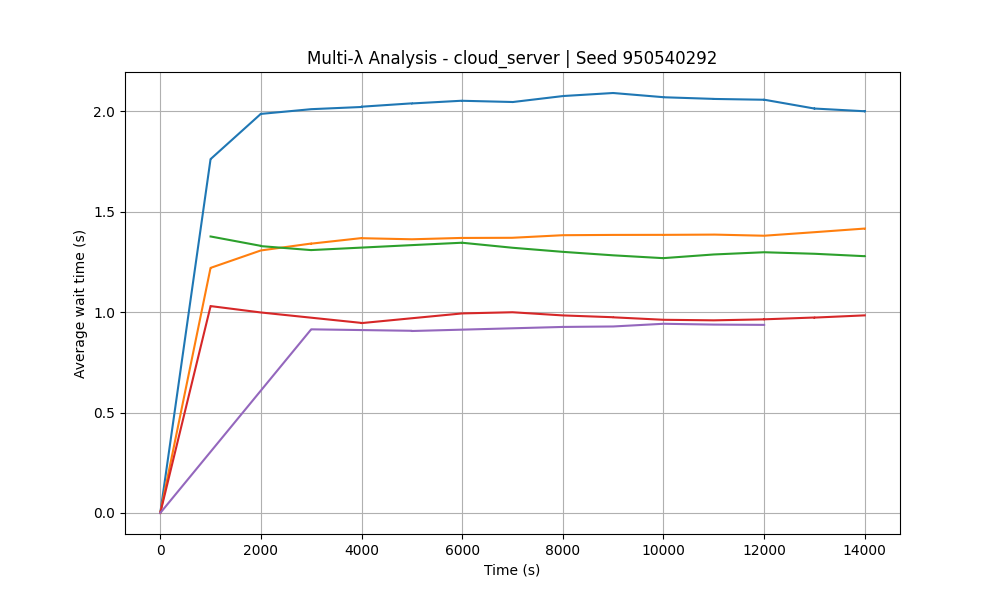 Multi-λ Analysis - cloud_server | Seed 950540292
Average wait time (s)
2.0
1.5
1.0
0.5
0.0
0 2000 4000 6000 8000 10000 12000 14000
Time (s)